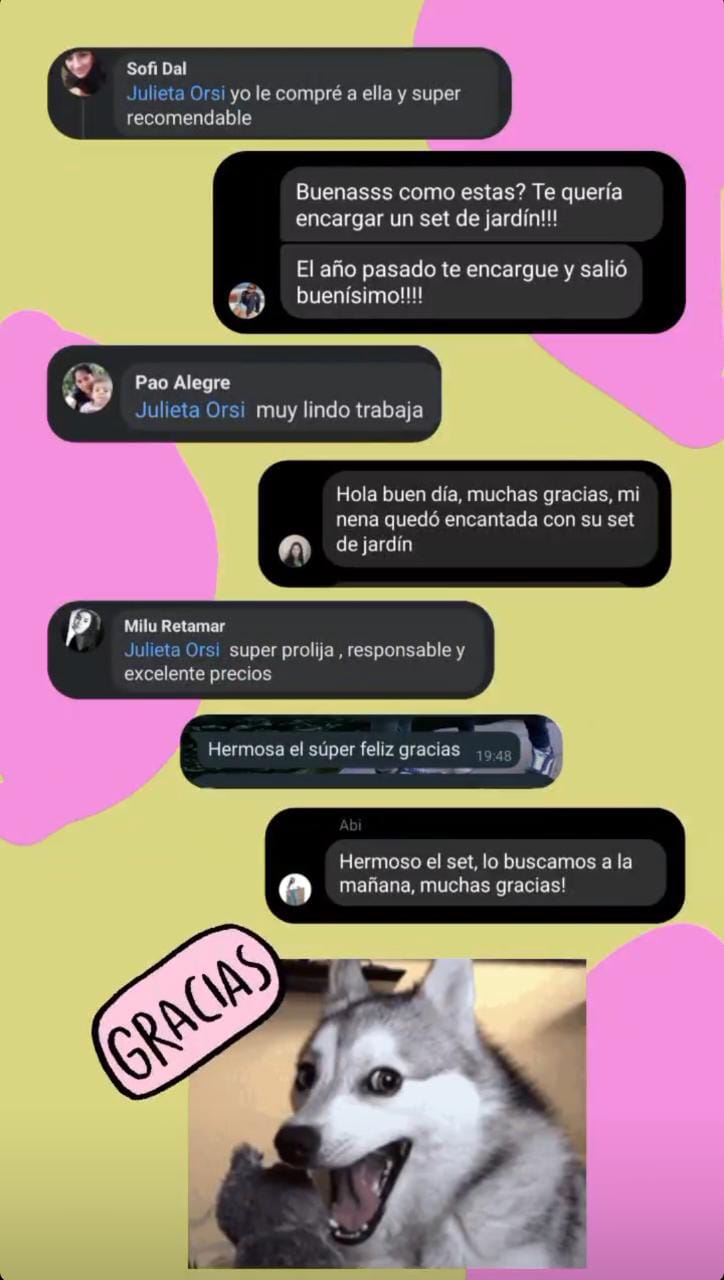 Sofi Dal
Julieta Orsi yo le compré a ella y super
recomendable
Buenasss como estas? Te quería
encargar un set de jardín!!!
El año pasado te encargue y salió
buenísimo!!!!
Pao Alegre
Julieta Orsi muy lindo trabaja
Hola buen día, muchas gracias, mi
nena quedó encantada con su set
de jardín
Milu Retamar
Julieta Orsi super prolija , responsable y
excelente precios
Hermosa el súper feliz gracias 19:48
Abi
Hermoso el set, lo buscamos a la
mañana, muchas gracias!
GRACIAS